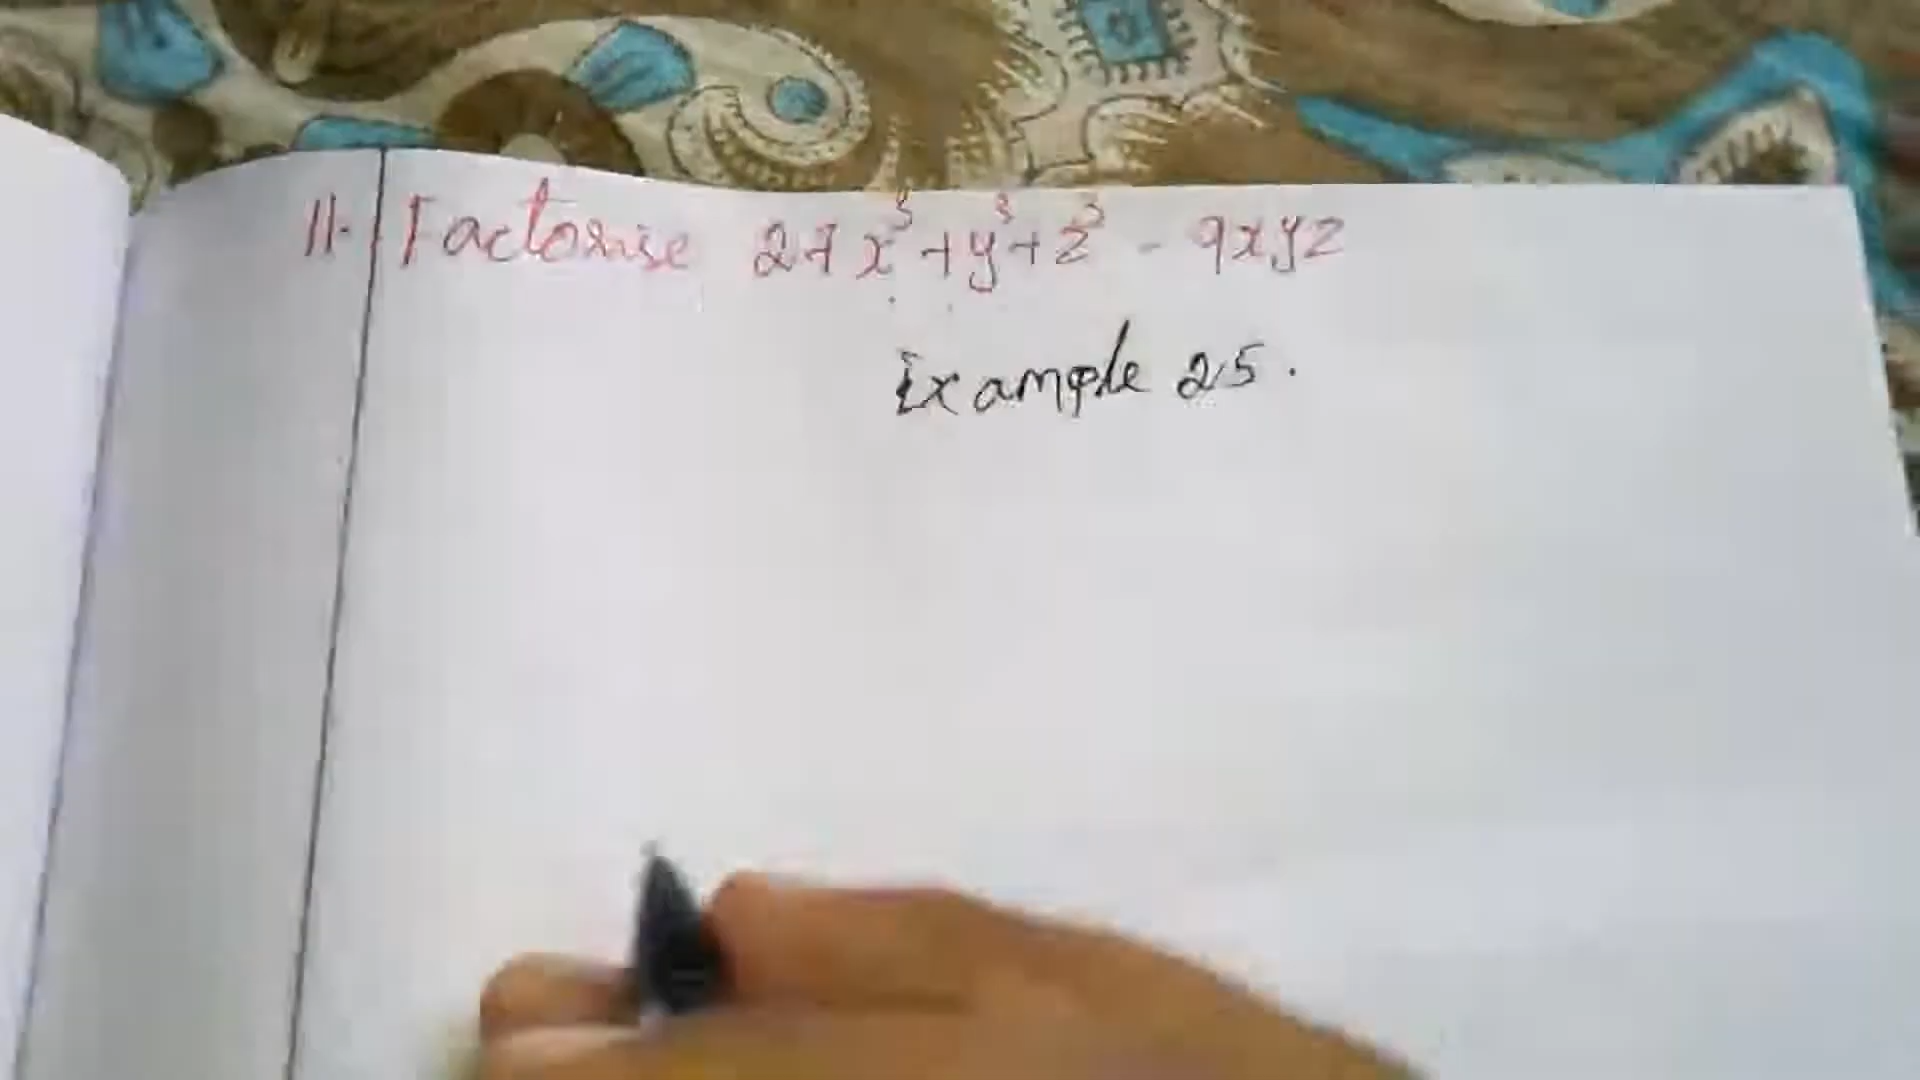 11. Factorise 27x³ + y³ + z³ - 9xyz
Example 25.